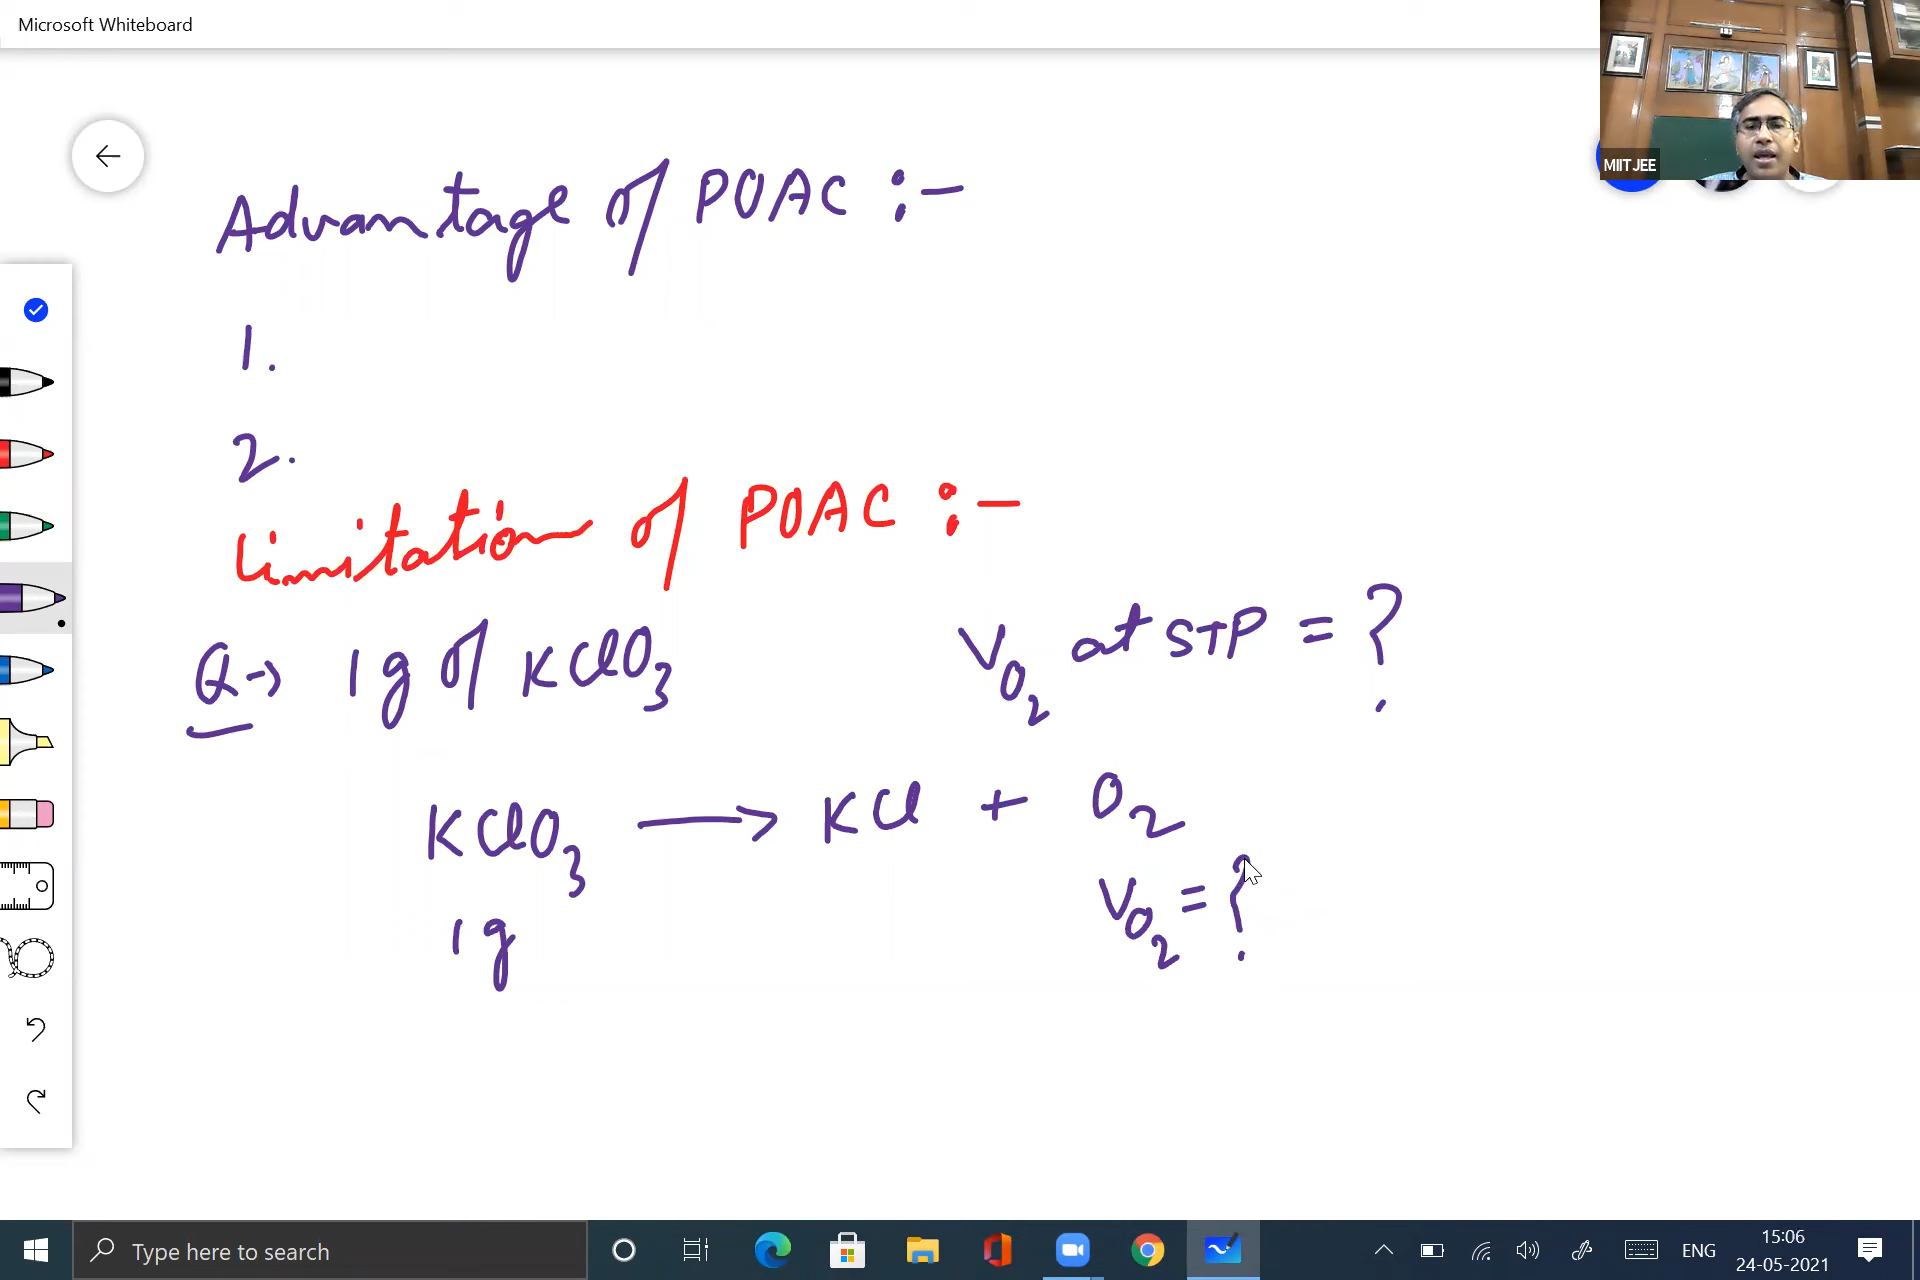 Microsoft Whiteboard
MIIT JEE
Advantage of POAC :-
1.
2.
Limitation of POAC :-
Q→ 1g of KClO3 VO2 at STP = ?
KClO3 → KCl + O2
1g VO2 = ?
Type here to search
ENG
15:06
24-05-2021